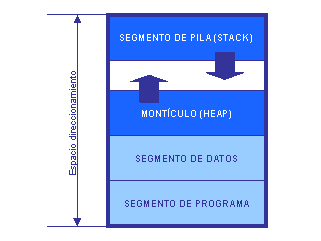 SEGMENTO DE PILA (STACK)
MONTÍCULO (HEAP)
SEGMENTO DE DATOS
SEGMENTO DE PROGRAMA
Espacio direccionamiento